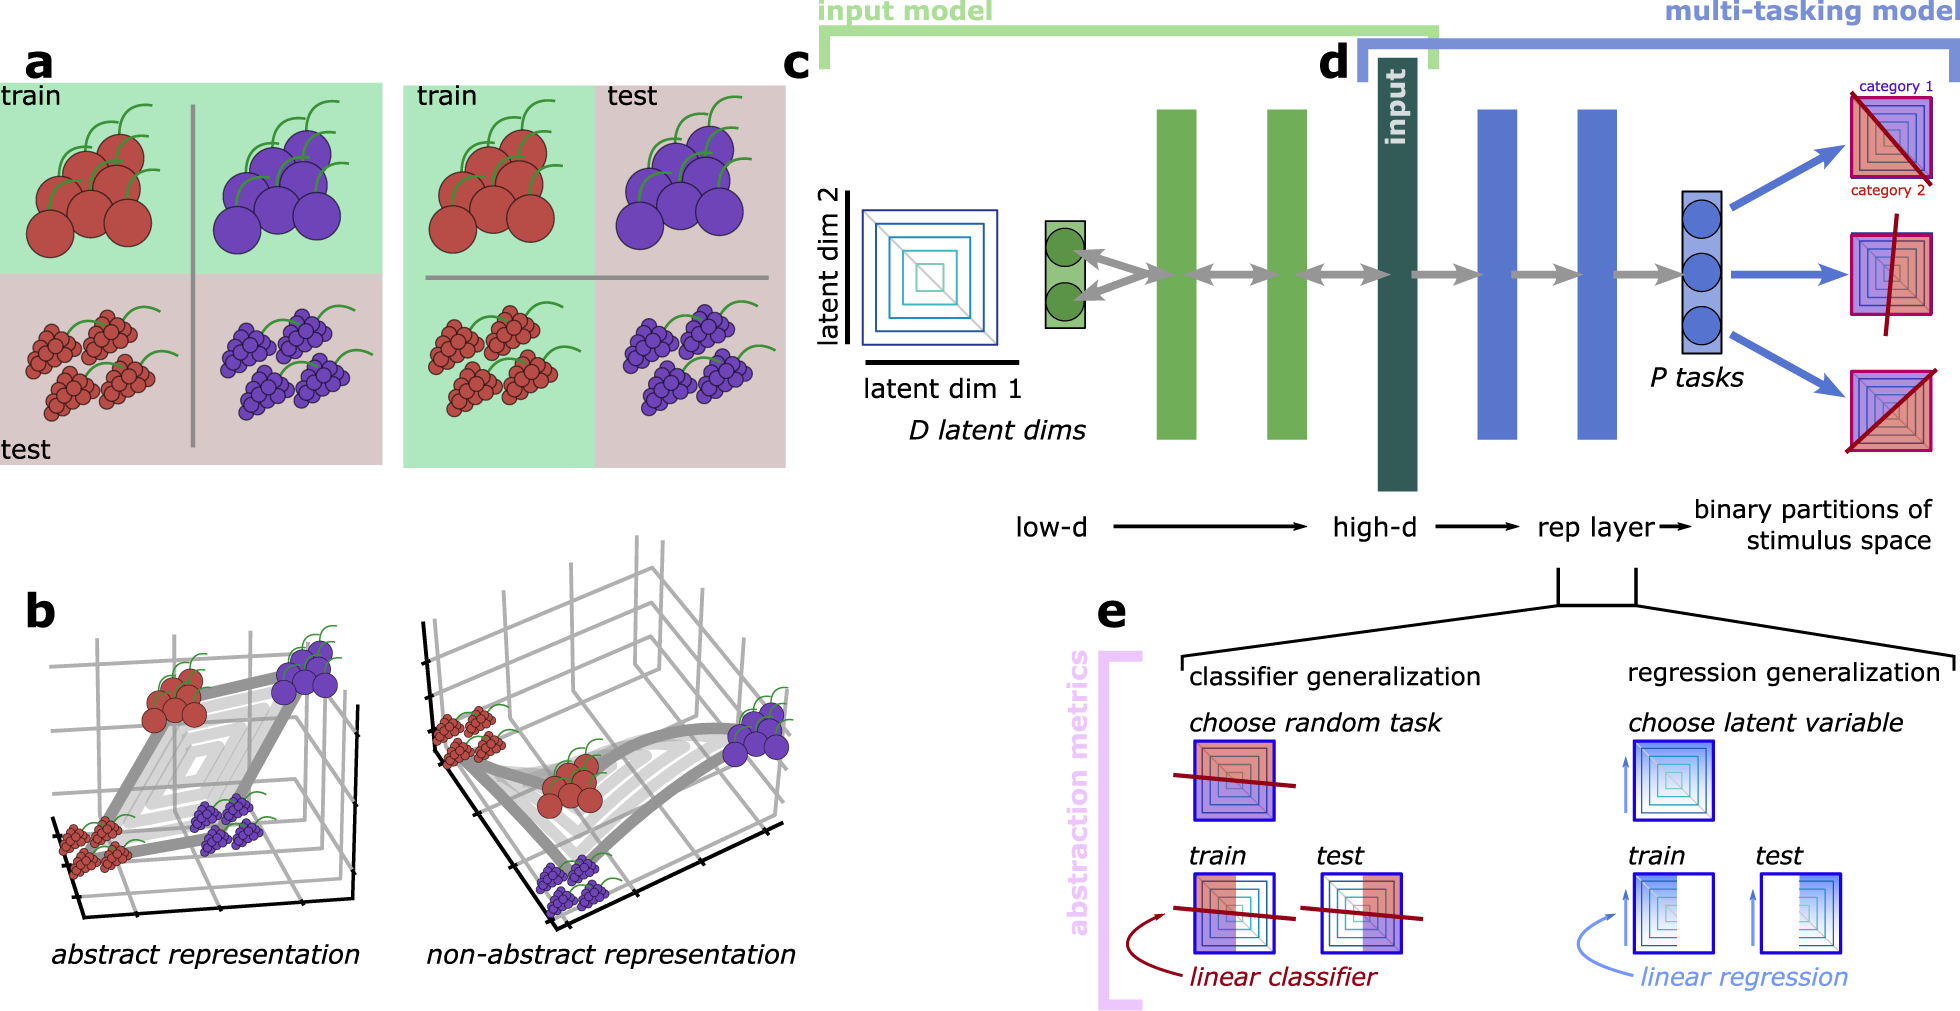 input model
multi-tasking model
a
train
test
train
test
c
latent dim 2
latent dim 1
D latent dims
d
input
category 1
category 2
P tasks
low-d
high-d
rep layer
binary partitions of
stimulus space
b
abstract representation
non-abstract representation
e
abstraction metrics
classifier generalization
choose random task
train
test
linear classifier
regression generalization
choose latent variable
train
test
linear regression